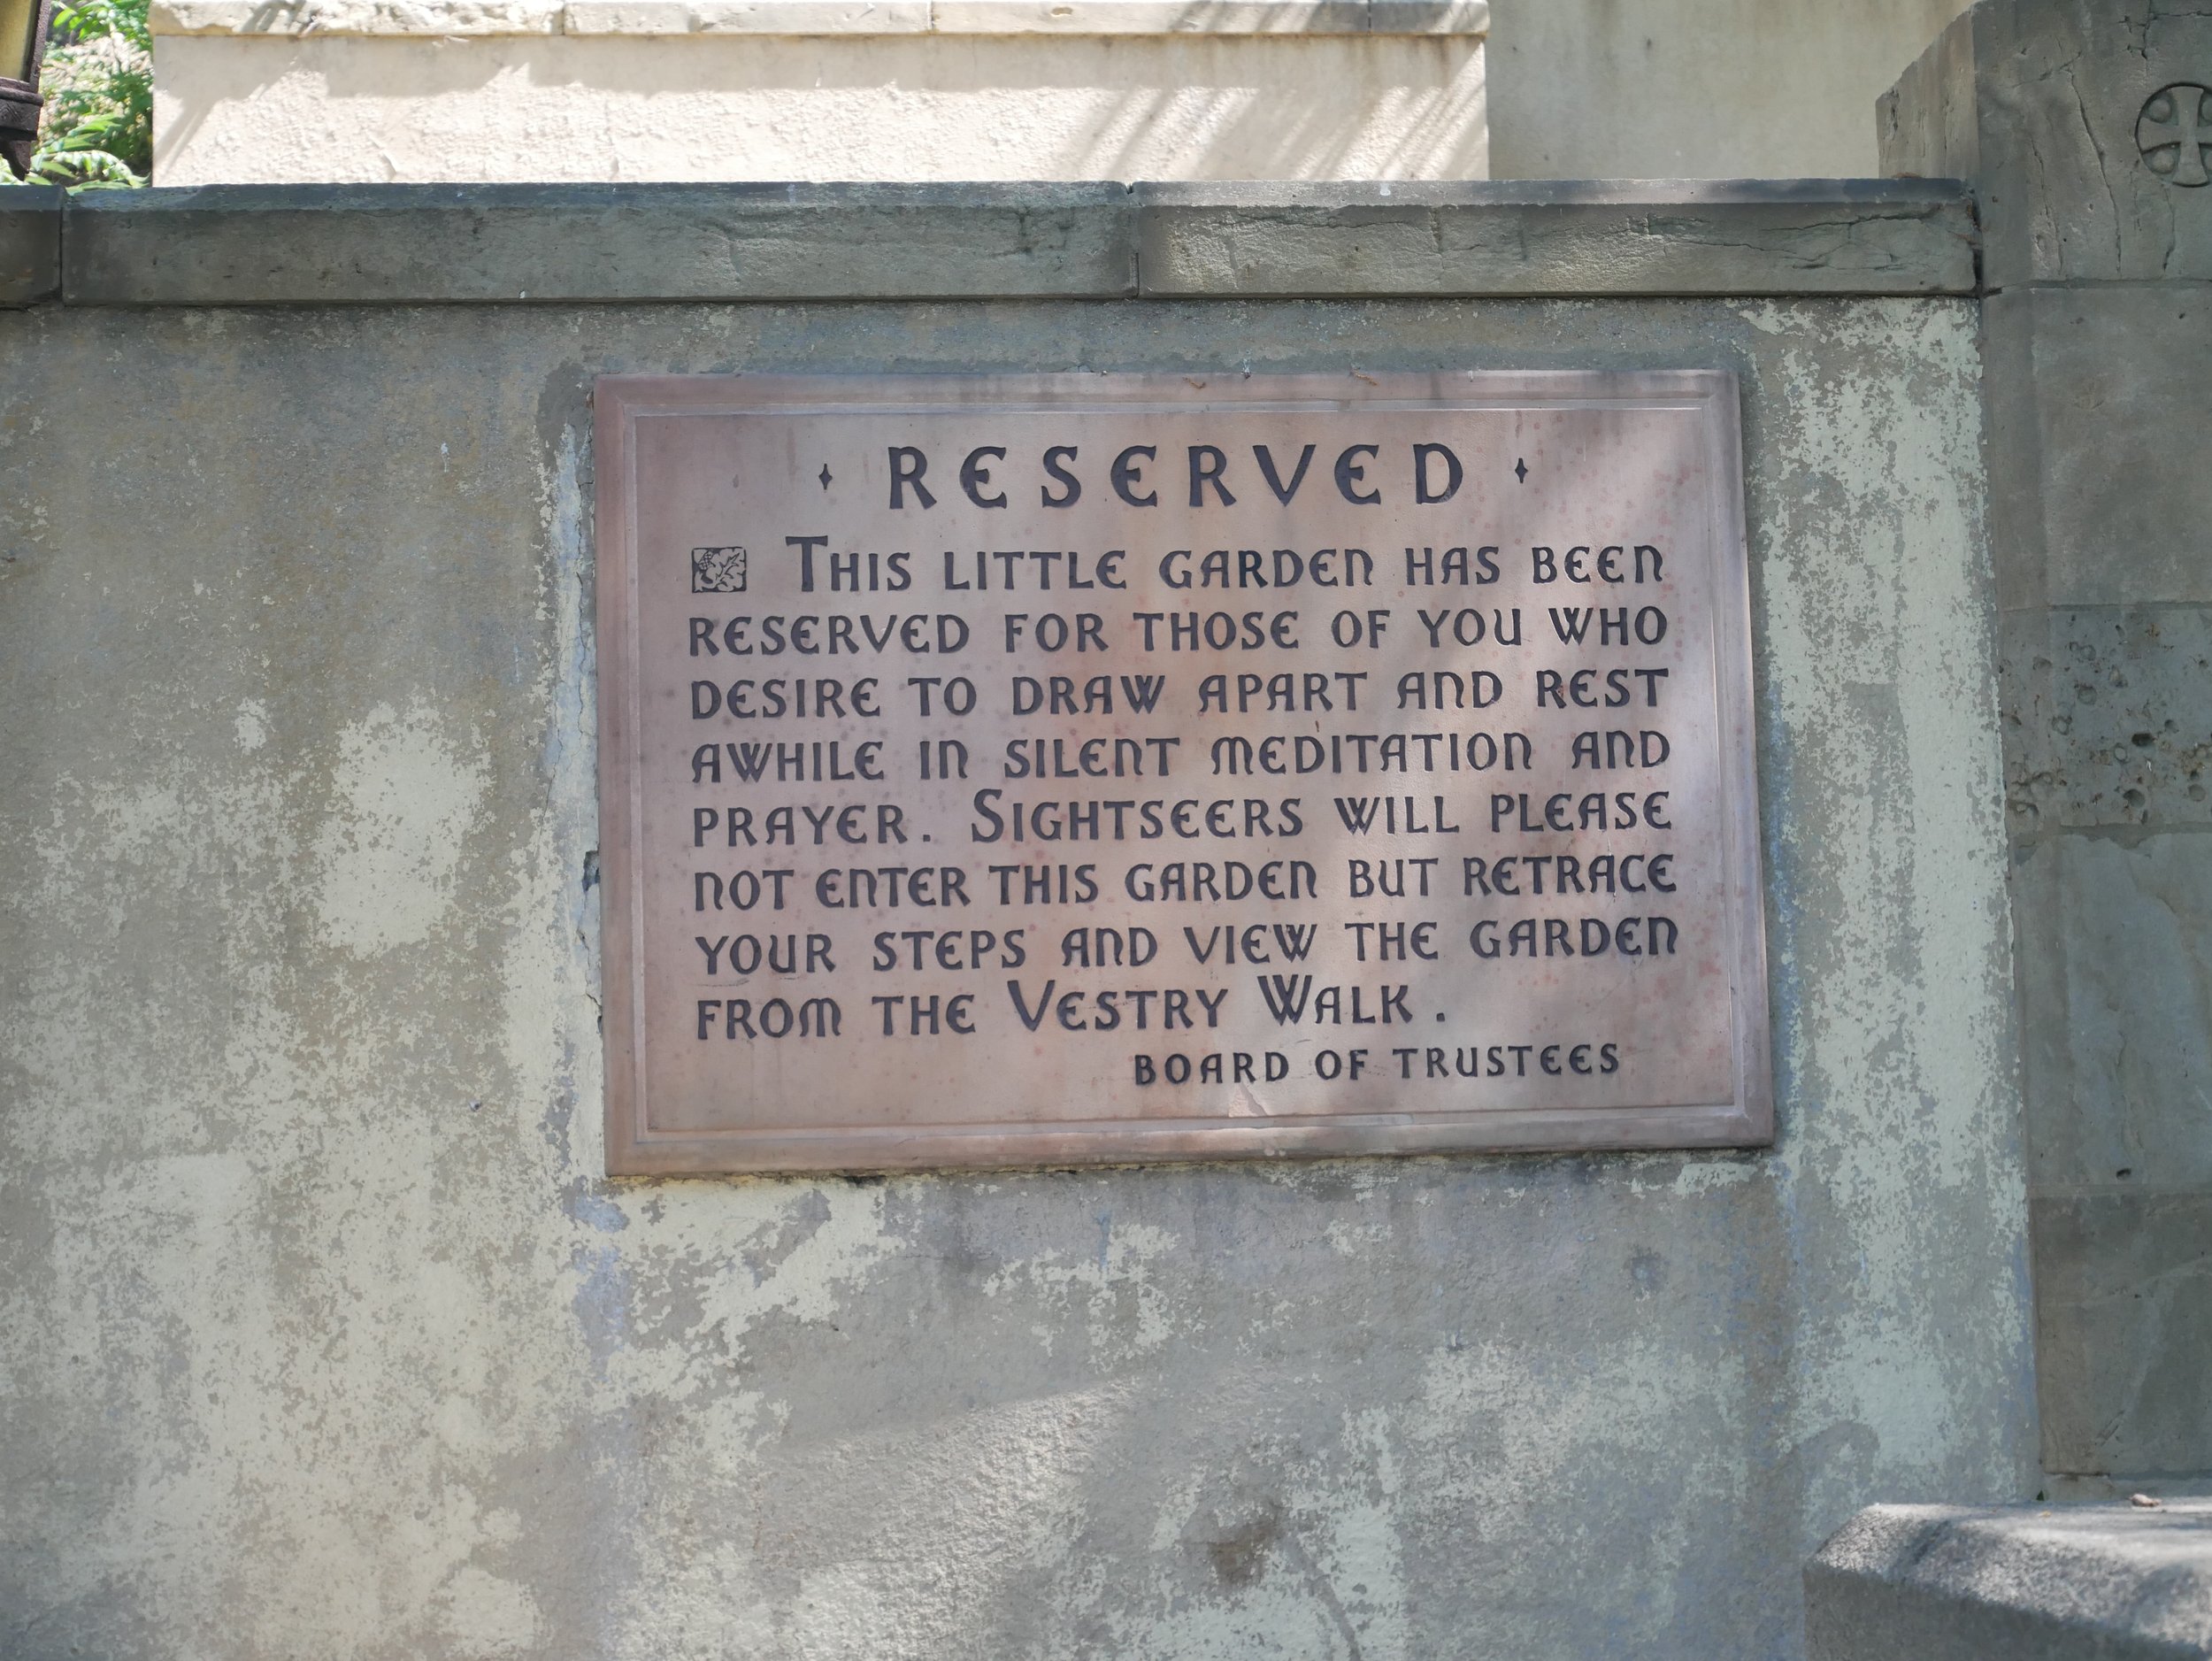 RESERVED
THIS LITTLE GARDEN HAS BEEN
RESERVED FOR THOSE OF YOU WHO
DESIRE TO DRAW APART AND REST
AWHILE IN SILENT MEDITATION AND
PRAYER. SIGHTSEERS WILL PLEASE
NOT ENTER THIS GARDEN BUT RETRACE
YOUR STEPS AND VIEW THE GARDEN
FROM THE VESTRY WALK.
BOARD OF TRUSTEES